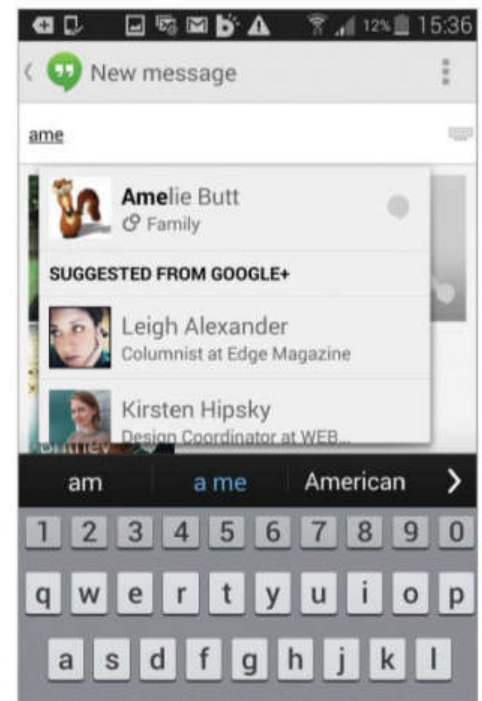 12% 15:36
New message
ame
Amelie Butt
Family
SUGGESTED FROM GOOGLE+
Leigh Alexander
Columnist at Edge Magazine
Kirsten Hipsky
Design Coordinator at WEB...
Britney
am a me American
1 2 3 4 5 6 7 8 9 0
q w e r t y u i o p
a s d f g h j k l